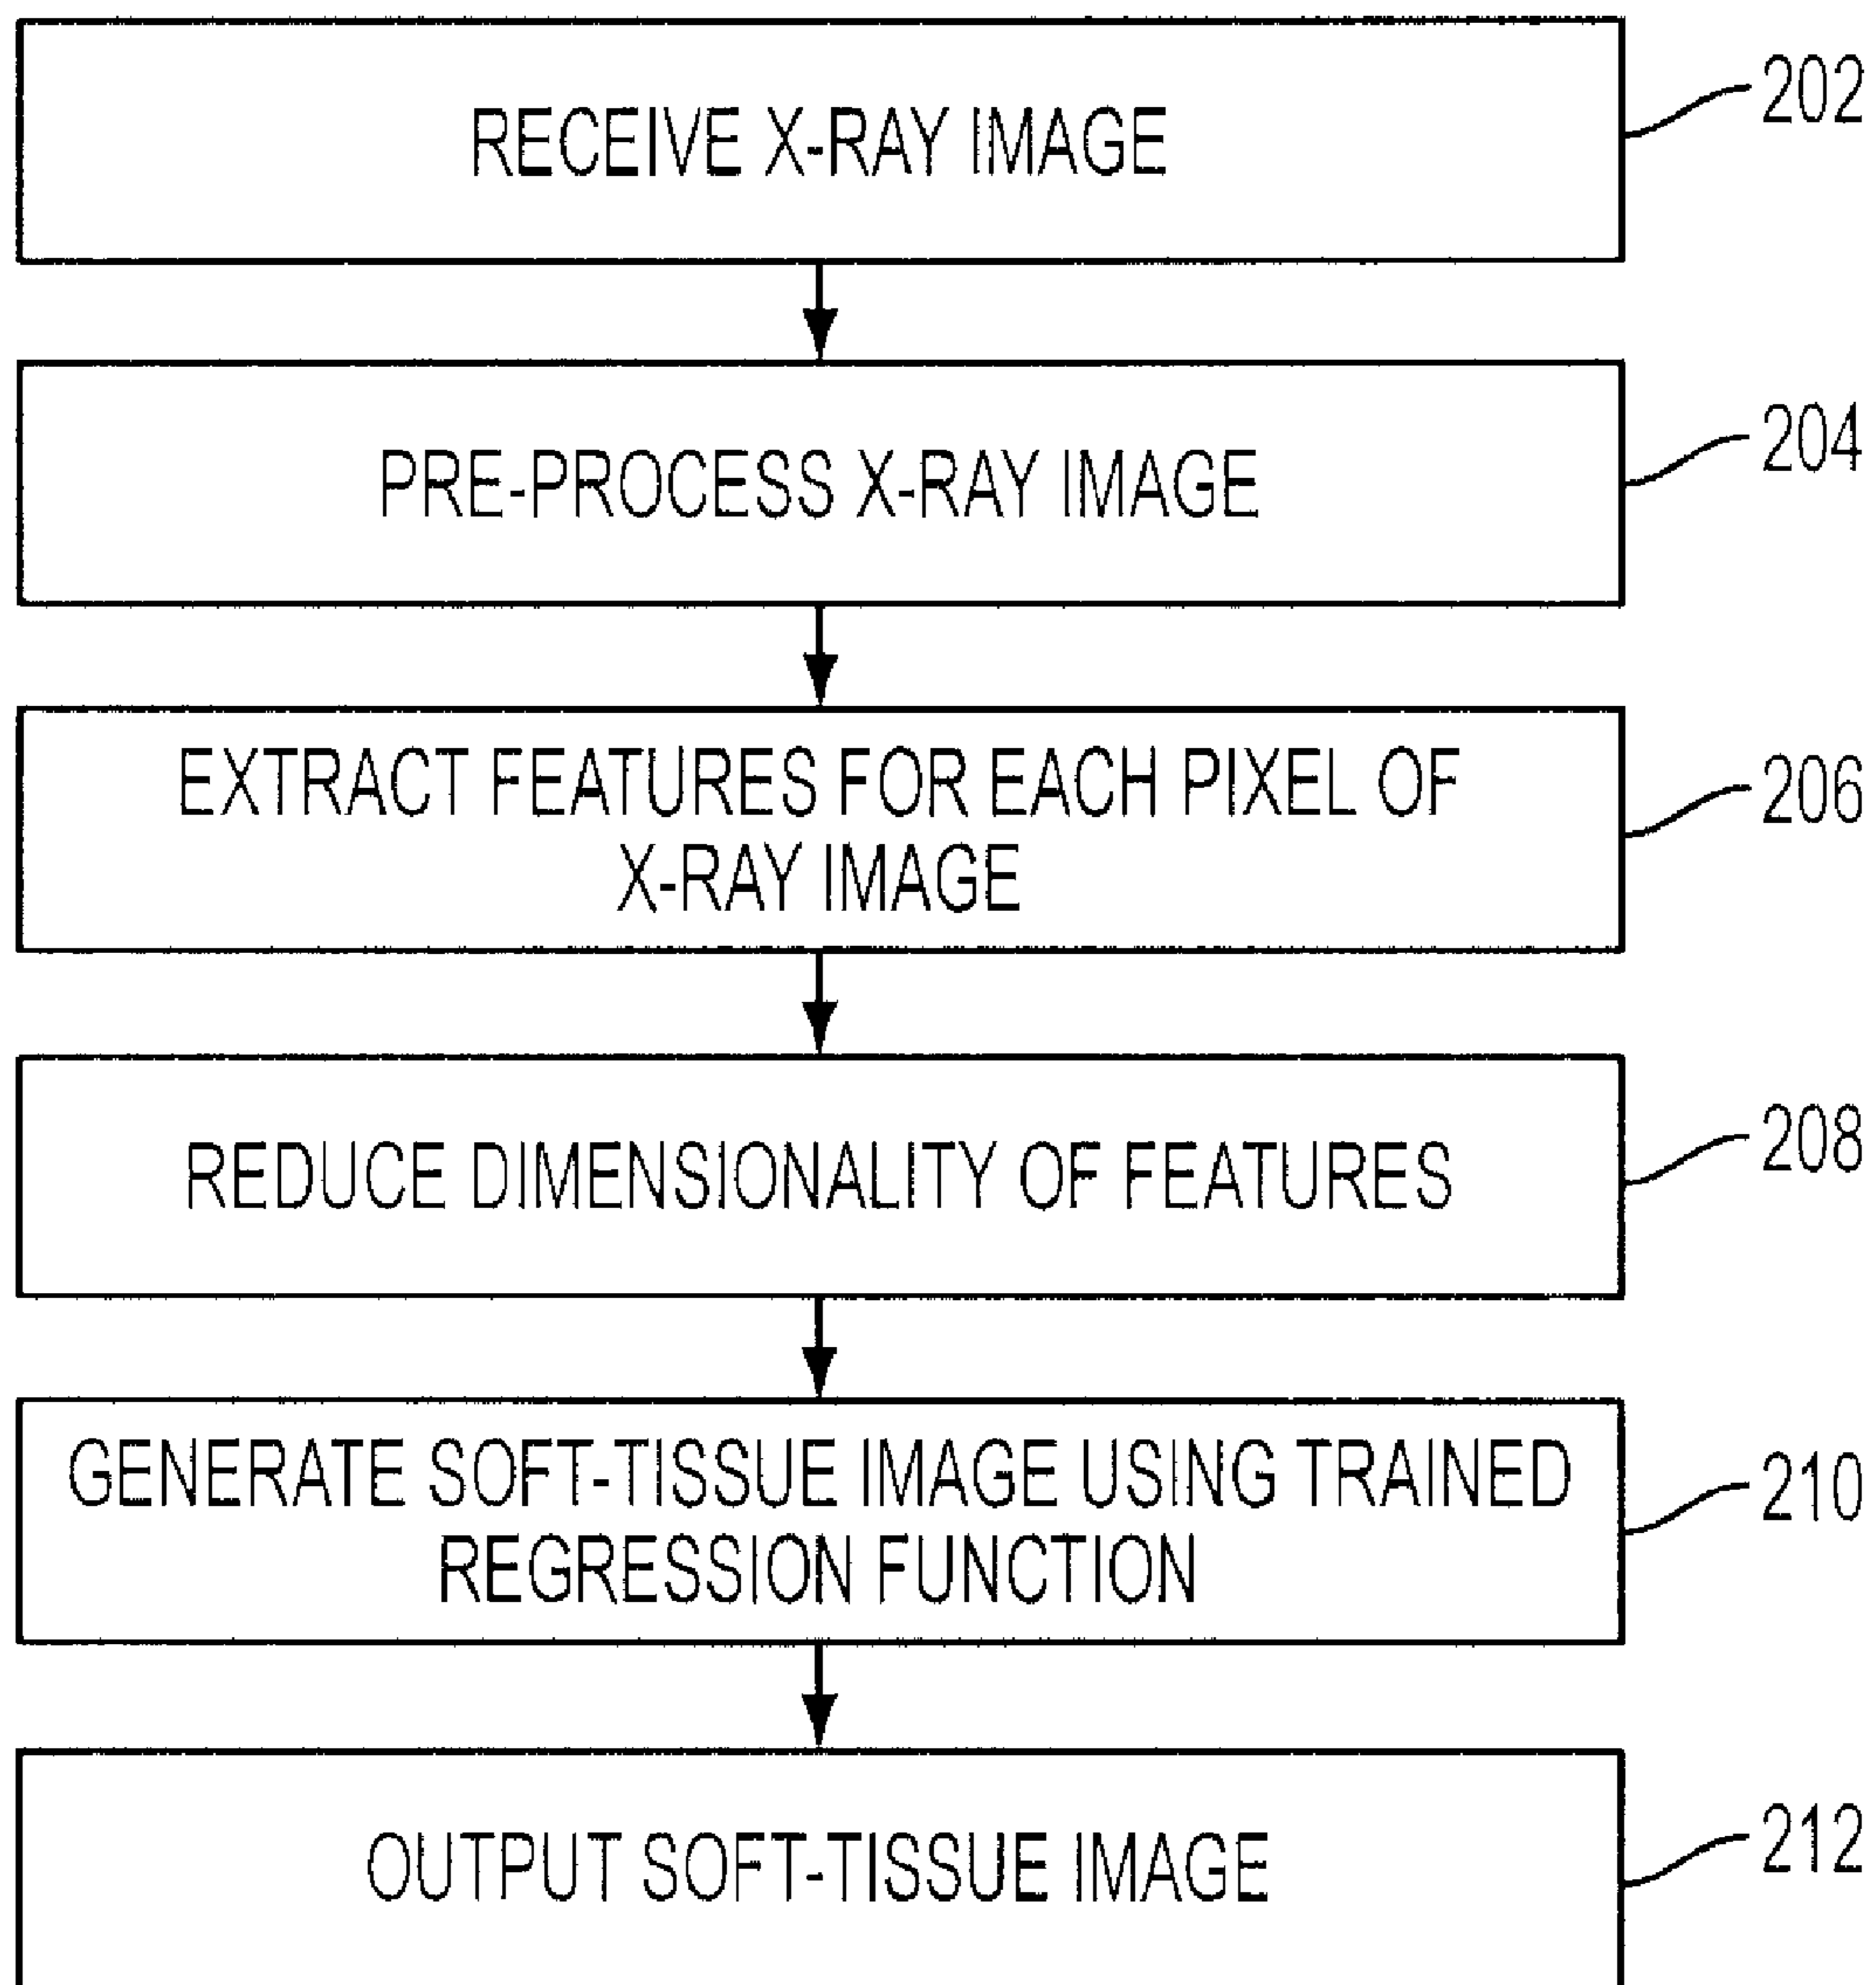 RECEIVE X-RAY IMAGE
202
PRE-PROCESS X-RAY IMAGE
204
EXTRACT FEATURES FOR EACH PIXEL OF
X-RAY IMAGE
206
REDUCE DIMENSIONALITY OF FEATURES
208
GENERATE SOFT-TISSUE IMAGE USING TRAINED
REGRESSION FUNCTION
210
OUTPUT SOFT-TISSUE IMAGE
212